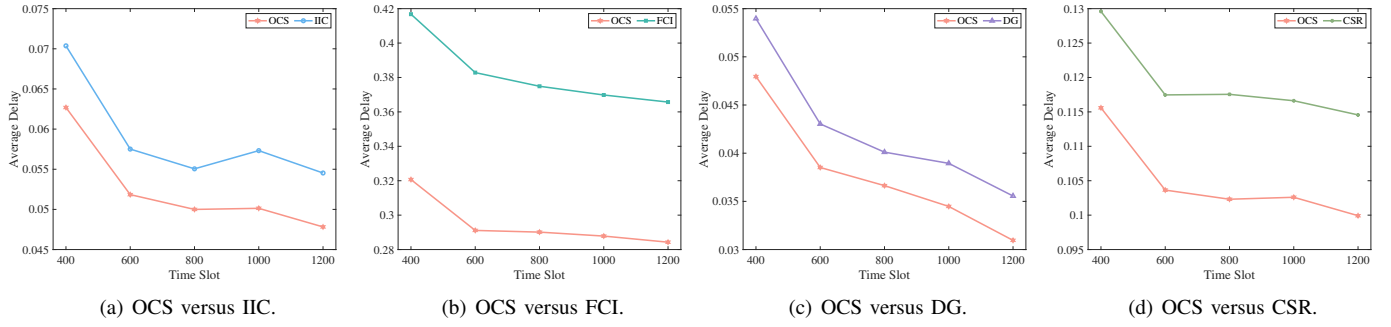 0.075
0.07
0.065
0.06
0.055
0.05
0.045
Average Delay
OCS IIC
400 600 800 1000 1200
Time Slot
(a) OCS versus IIC.
0.42
0.4
0.38
0.36
0.34
0.32
0.3
0.28
Average Delay
OCS FCI
400 600 800 1000 1200
Time Slot
(b) OCS versus FCI.
0.055
0.05
0.045
0.04
0.035
0.03
Average Delay
OCS DG
400 600 800 1000 1200
Time Slot
(c) OCS versus DG.
0.13
0.125
0.12
0.115
0.11
0.105
0.1
0.095
Average Delay
OCS CSR
400 600 800 1000 1200
Time Slot
(d) OCS versus CSR.